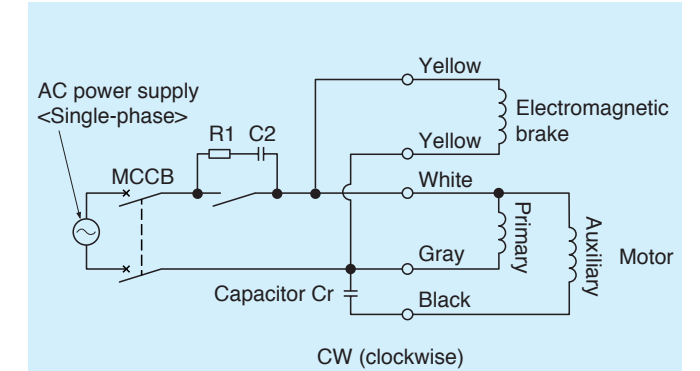 Yellow
AC power supply
<Single-phase>
Electromagnetic
brake
R1 C2
Yellow
MCCB
White
Primary
Auxiliary
Gray
Motor
Capacitor Cr
Black
CW (clockwise)